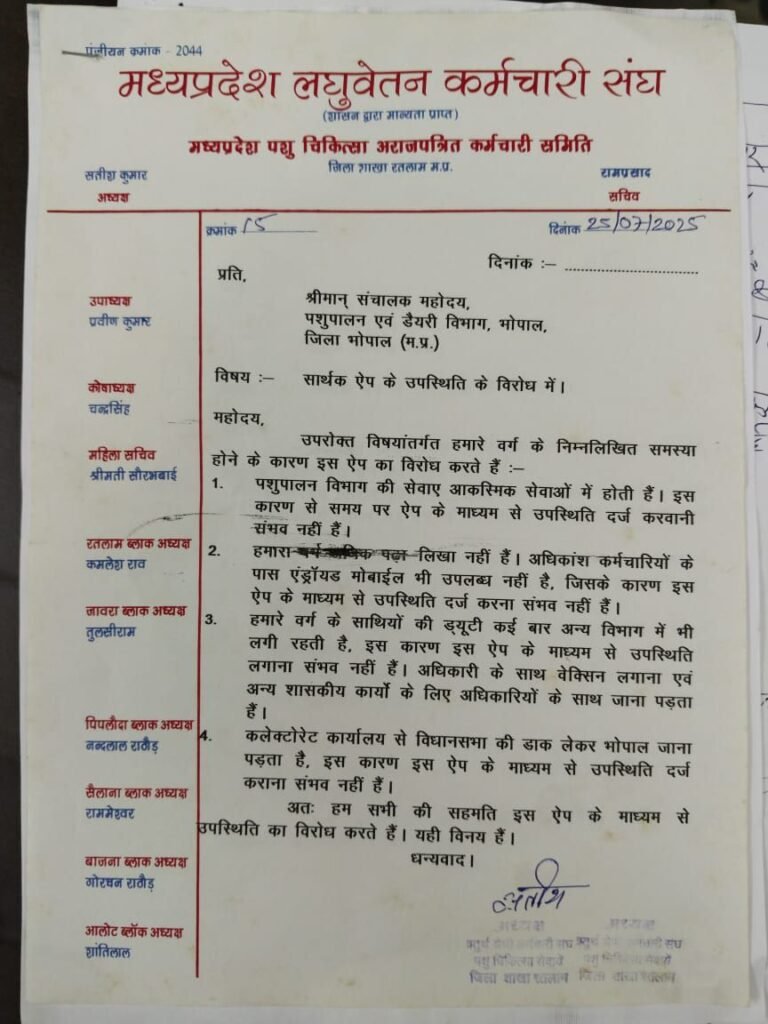 पंजीयन क्रमांक - 2044
मध्यप्रदेश लघुवेतन कर्मचारी संघ
(शासन द्वारा मान्यता प्राप्त)
मध्यप्रदेश पशु चिकित्सा अराजपत्रित कर्मचारी समिति
जिला शाखा रतलाम म.प्र.
सतीश कुमार
अध्यक्ष
रामप्रसाद
सचिव
क्रमांक 15
दिनांक 25/07/2025
दिनांक :–
प्रति,
श्रीमान् संचालक महोदय,
पशुपालन एवं डैयरी विभाग, भोपाल,
जिला भोपाल (म.प्र.)
विषय :– सार्थक ऐप के उपस्थिति के विरोध में।
महोदय,
उपरोक्त विषयांतर्गत हमारे वर्ग के निम्नलिखित समस्या
होने के कारण इस ऐप का विरोध करते हैं :–
1. पशुपालन विभाग की सेवाए आकस्मिक सेवाओं में होती हैं। इस
कारण से समय पर ऐप के माध्यम से उपस्थिति दर्ज करवानी
संभव नहीं हैं।
2. हमारा पढ़ा लिखा नहीं हैं। अधिकांश कर्मचारियों के
पास एंड्रॉयड मोबाईल भी उपलब्ध नहीं है, जिसके कारण इस
ऐप के माध्यम से उपस्थिति दर्ज करना संभव नहीं हैं।
3. हमारे वर्ग के साथियों की ड्यूटी कई बार अन्य विभाग में भी
लगी रहती है, इस कारण इस ऐप के माध्यम से उपस्थिति
लगाना संभव नहीं हैं। अधिकारी के साथ वेक्सिन लगाना एवं
अन्य शासकीय कार्यो के लिए अधिकारियों के साथ जाना पड़ता
हैं।
4. कलेक्टोरेट कार्यालय से विधानसभा की डाक लेकर भोपाल जाना
पड़ता है, इस कारण इस ऐप के माध्यम से उपस्थिति दर्ज
कराना संभव नहीं हैं।
अतः हम सभी की सहमति इस ऐप के माध्यम से
उपस्थिति का विरोध करते हैं। यही विनय हैं।
धन्यवाद।
उपाध्यक्ष
प्रवीण कुमार
कोषाध्यक्ष
चन्द्रसिंह
महिला सचिव
श्रीमती सौरभबाई
रतलाम ब्लाक अध्यक्ष
कमलेश राव
जावरा ब्लाक अध्यक्ष
तुलसीराम
पिपलौदा ब्लाक अध्यक्ष
नन्दलाल राठौड़
सैलाना ब्लाक अध्यक्ष
राममेश्वर
बाजना ब्लाक अध्यक्ष
गोरधन राठौड़
आलोट ब्लॉक अध्यक्ष
शांतिलाल
सतीश
अध्यक्ष अध्यक्ष
जिला शाखा रतलाम जिला शाखा रतलाम